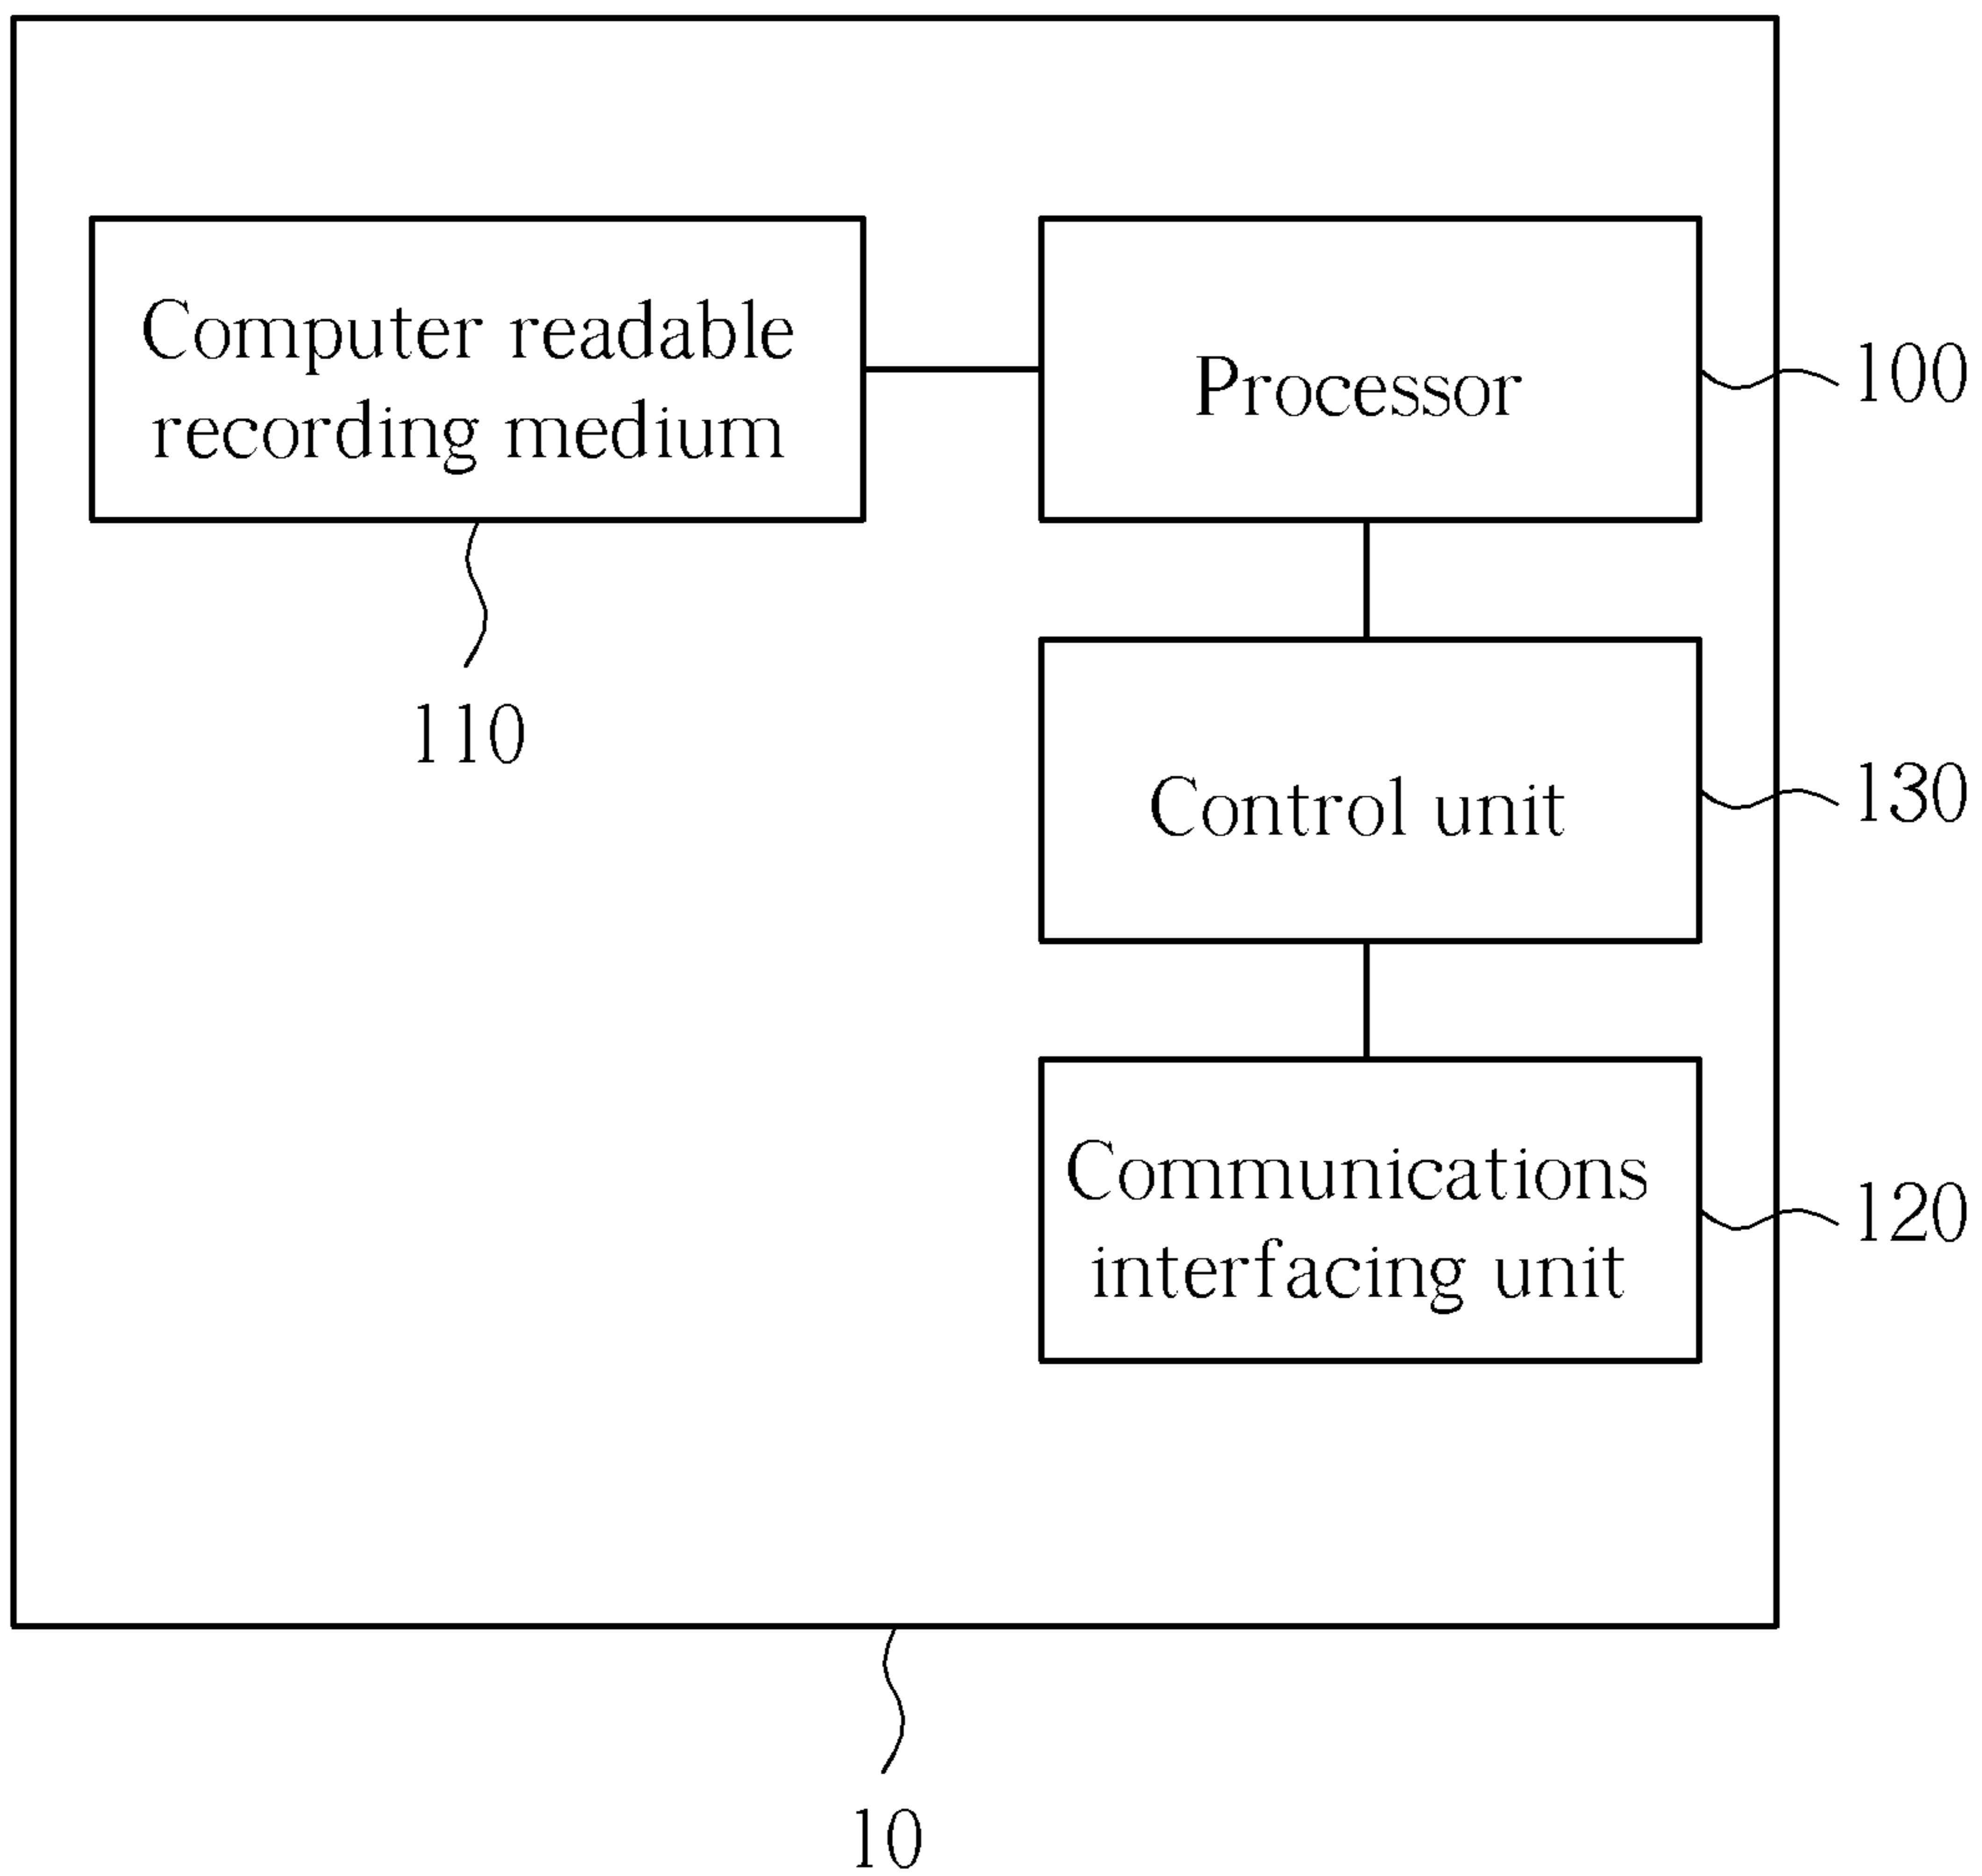 Computer readable
recording medium
110
Processor
100
Control unit
130
Communications
interfacing unit
120
10